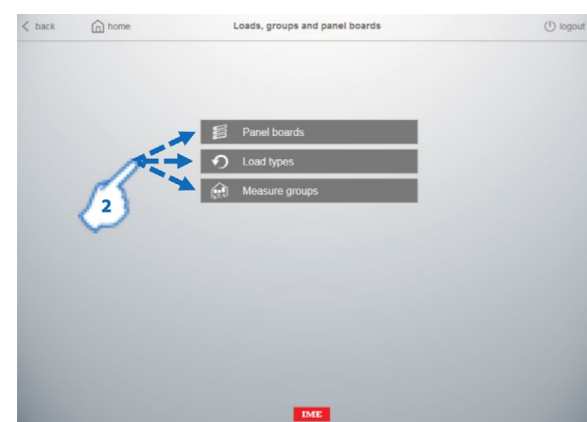 back home Loads, groups and panel boards logout
Panel boards
Load types
Measure groups
2
IME